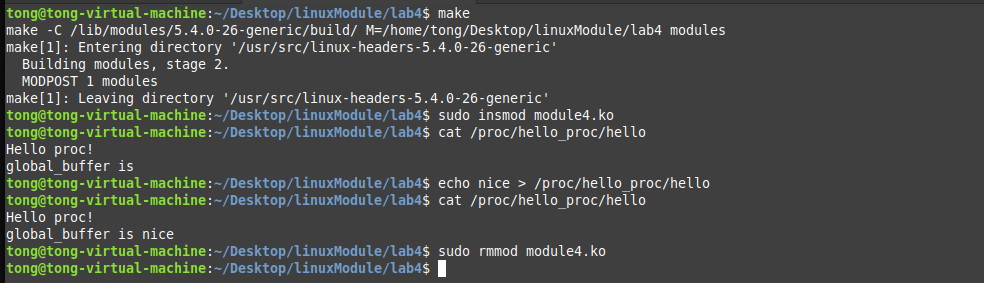 tong@tong-virtual-machine:~/Desktop/linuxModule/lab4$ make
make -C /lib/modules/5.4.0-26-generic/build/ M=/home/tong/Desktop/linuxModule/lab4 modules
make[1]: Entering directory '/usr/src/linux-headers-5.4.0-26-generic'
  Building modules, stage 2.
  MODPOST 1 modules
make[1]: Leaving directory '/usr/src/linux-headers-5.4.0-26-generic'
tong@tong-virtual-machine:~/Desktop/linuxModule/lab4$ sudo insmod module4.ko
tong@tong-virtual-machine:~/Desktop/linuxModule/lab4$ cat /proc/hello_proc/hello
Hello proc!
global_buffer is
tong@tong-virtual-machine:~/Desktop/linuxModule/lab4$ echo nice > /proc/hello_proc/hello
tong@tong-virtual-machine:~/Desktop/linuxModule/lab4$ cat /proc/hello_proc/hello
Hello proc!
global_buffer is nice
tong@tong-virtual-machine:~/Desktop/linuxModule/lab4$ sudo rmmod module4.ko
tong@tong-virtual-machine:~/Desktop/linuxModule/lab4$